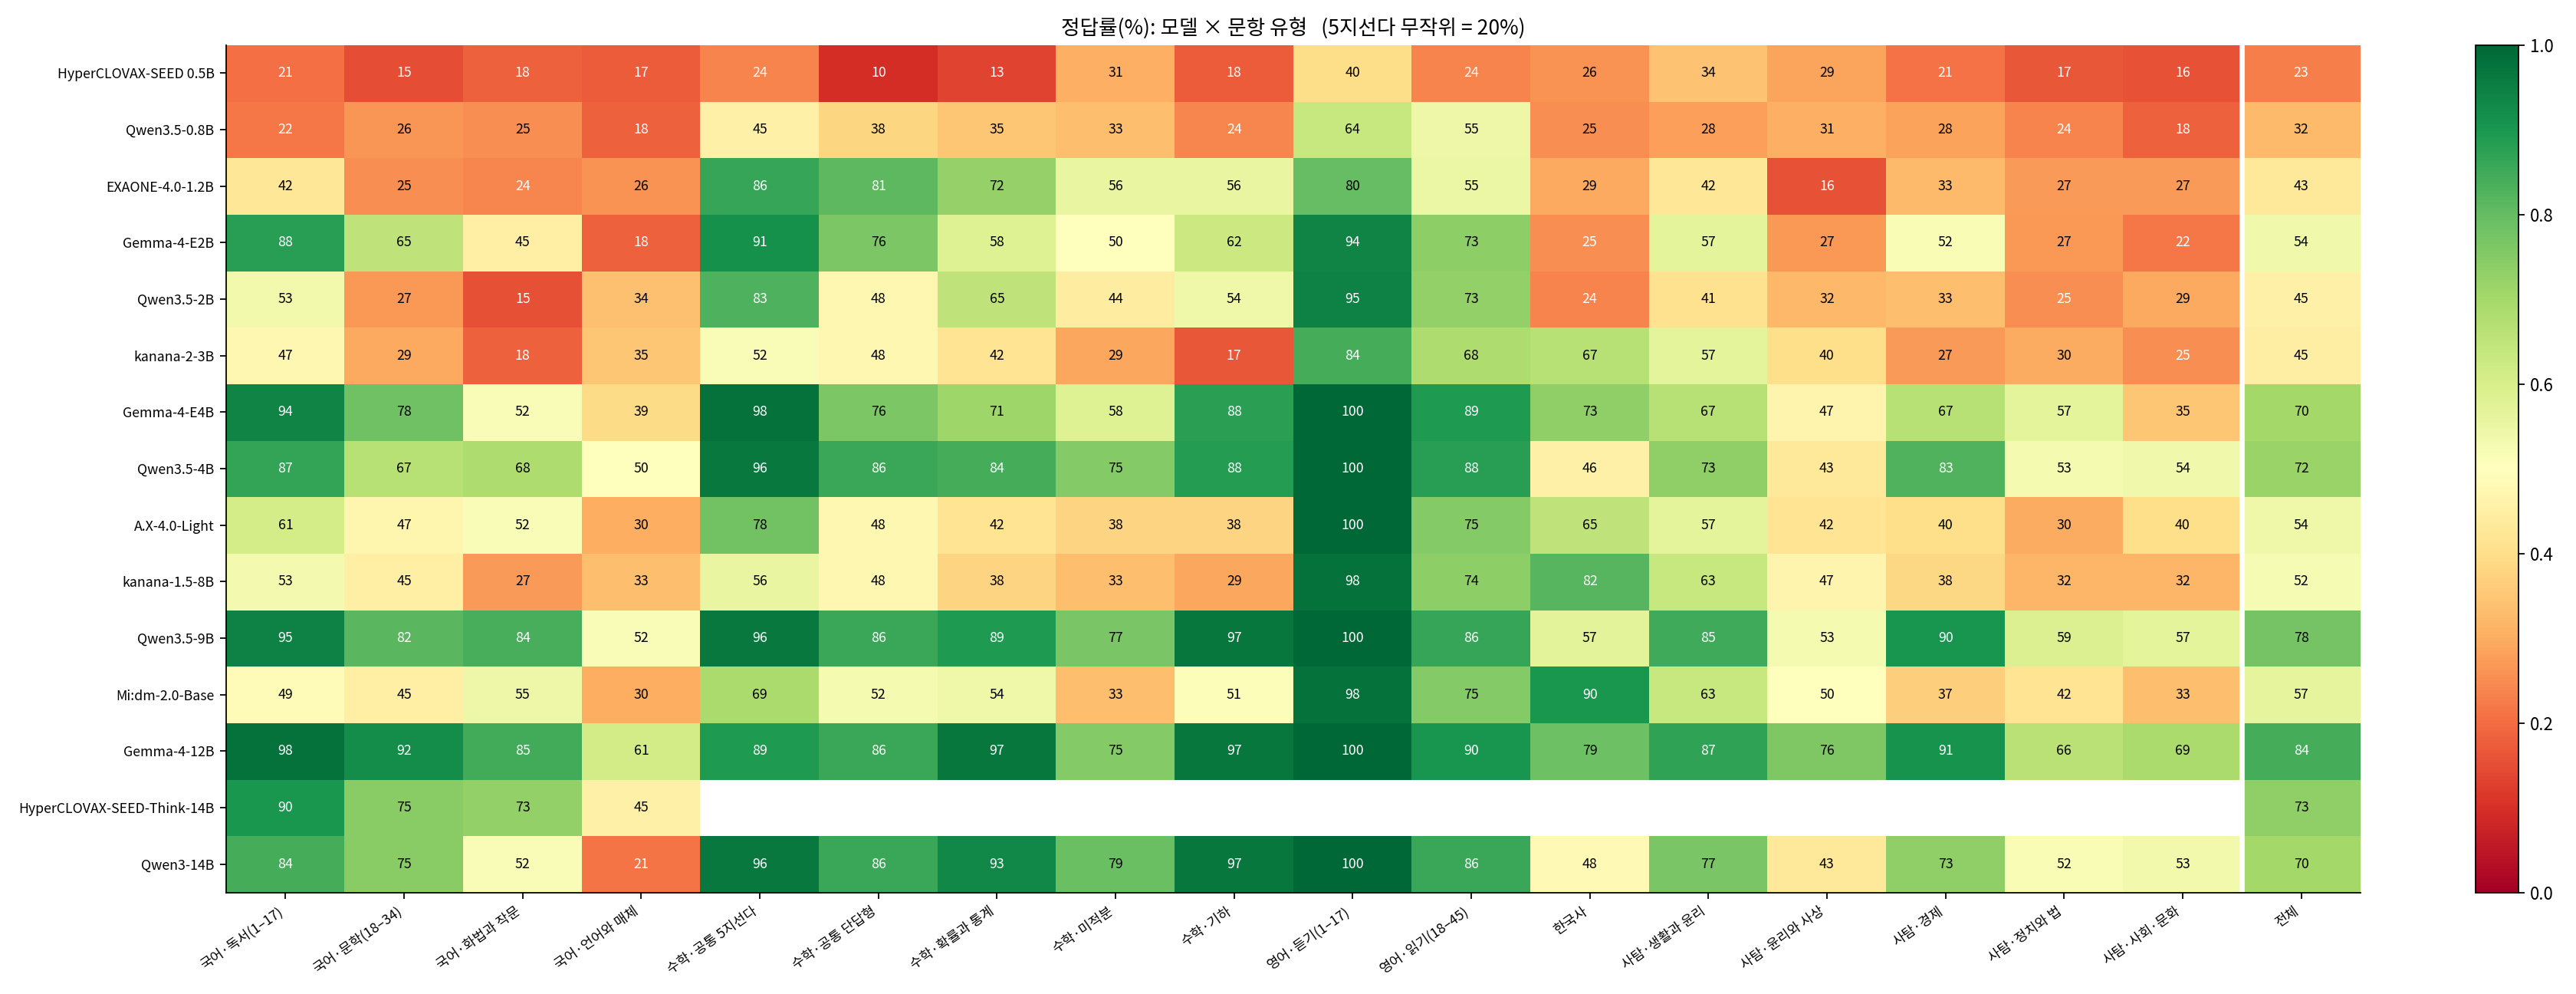 정답률(%): 모델 × 문항 유형 (5지선다 무작위 = 20%)
HyperCLOVAX-SEED 0.5B 21 15 18 17 24 10 13 31 18 40 24 26 34 29 21 17 16 23
Qwen3.5-0.8B 22 26 25 18 45 38 35 33 24 64 55 25 28 31 28 24 18 32
EXAONE-4.0-1.2B 42 25 24 26 86 81 72 56 56 80 55 29 42 16 33 27 27 43
Gemma-4-E2B 88 65 45 18 91 76 58 50 62 94 73 25 57 27 52 27 22 54
Qwen3.5-2B 53 27 15 34 83 48 65 44 54 95 73 24 41 32 33 25 29 45
kanana-2-3B 47 29 18 35 52 48 42 29 17 84 68 67 57 40 27 30 25 45
Gemma-4-E4B 94 78 52 39 98 76 71 58 88 100 89 73 67 47 67 57 35 70
Qwen3.5-4B 87 67 68 50 96 86 84 75 88 100 88 46 73 43 83 53 54 72
A.X-4.0-Light 61 47 52 30 78 48 42 38 38 100 75 65 57 42 40 30 40 54
kanana-1.5-8B 53 45 27 33 56 48 38 33 29 98 74 82 63 47 38 32 32 52
Qwen3.5-9B 95 82 84 52 96 86 89 77 97 100 86 57 85 53 90 59 57 78
Mi:dm-2.0-Base 49 45 55 30 69 52 54 33 51 98 75 90 63 50 37 42 33 57
Gemma-4-12B 98 92 85 61 89 86 97 75 97 100 90 79 87 76 91 66 69 84
HyperCLOVAX-SEED-Think-14B 90 75 73 45 73
Qwen3-14B 84 75 52 21 96 86 93 79 97 100 86 48 77 43 73 52 53 70
국어·독서(1–17)
국어·문학(18–34)
국어·화법과 작문
국어·언어와 매체
수학·공통 5지선다
수학·공통 단답형
수학·확률과 통계
수학·미적분
수학·기하
영어·듣기(1–17)
영어·읽기(18–45)
한국사
사탐·생활과 윤리
사탐·윤리와 사상
사탐·경제
사탐·정치와 법
사탐·사회·문화
전체
1.0
0.8
0.6
0.4
0.2
0.0